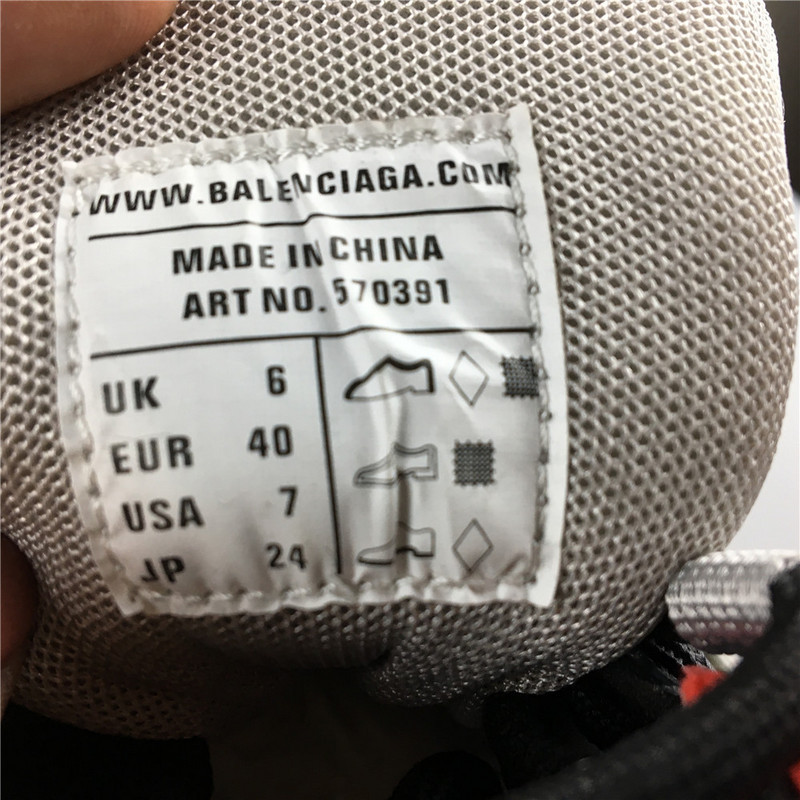 WWW.BALENCIAGA.COM
MADE IN CHINA
ART NO. 570391
UK 6
EUR 40
USA 7
JP 24